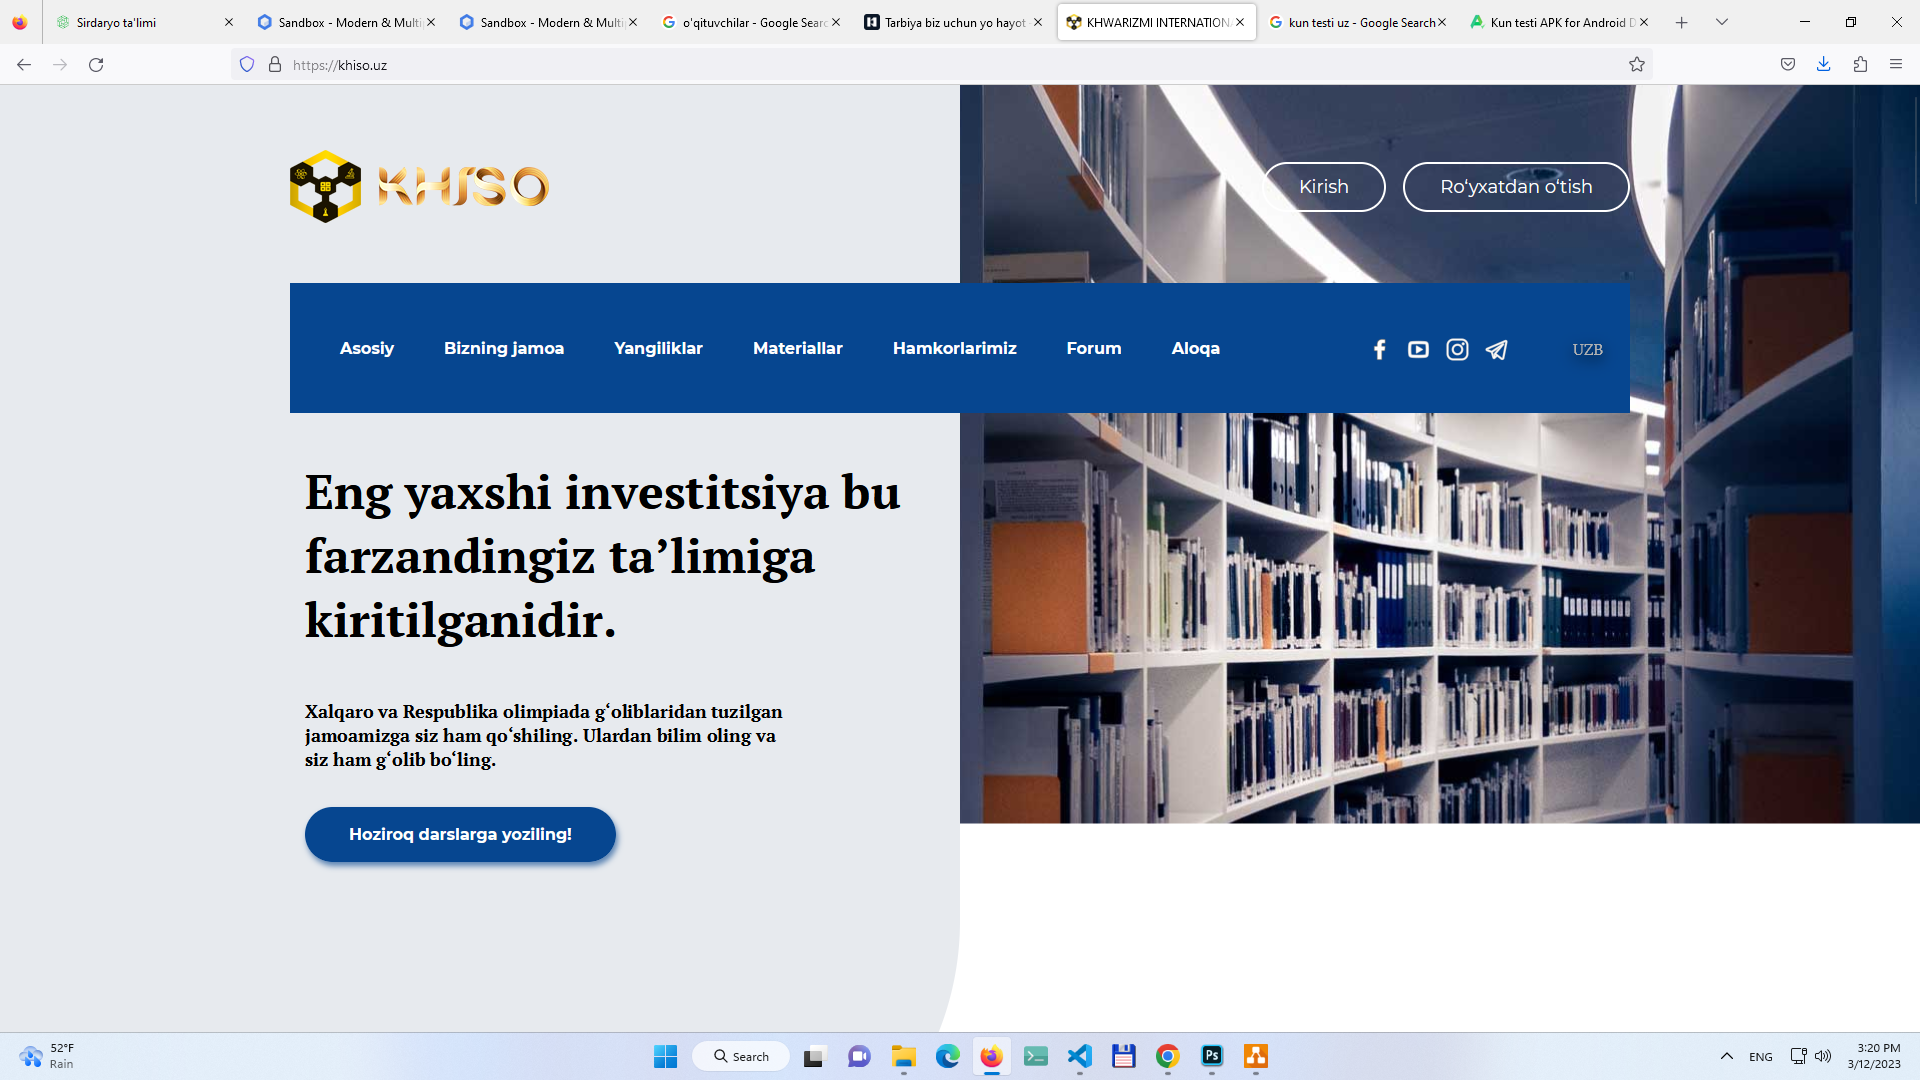 Sirdaryo ta'limi
Sandbox - Modern & Multi
Sandbox - Modern & Multi
o'qituvchilar - Google Sear
Tarbiya biz uchun yo hayot
KHWARIZMI INTERNATION
kun testi uz - Google Search
Kun testi APK for Android D
https://khiso.uz
KHISO
Kirish
Roʻyxatdan oʻtish
Asosiy
Bizning jamoa
Yangiliklar
Materiallar
Hamkorlarimiz
Forum
Aloqa
UZB
Eng yaxshi investitsiya bu
farzandingiz ta’limiga
kiritilganidir.
Xalqaro va Respublika olimpiada gʻoliblaridan tuzilgan
jamoamizga siz ham qoʻshiling. Ulardan bilim oling va
siz ham gʻolib boʻling.
Hoziroq darslarga yoziling!
52°F
Rain
Search
Ps
ENG
3:20 PM
3/12/2023